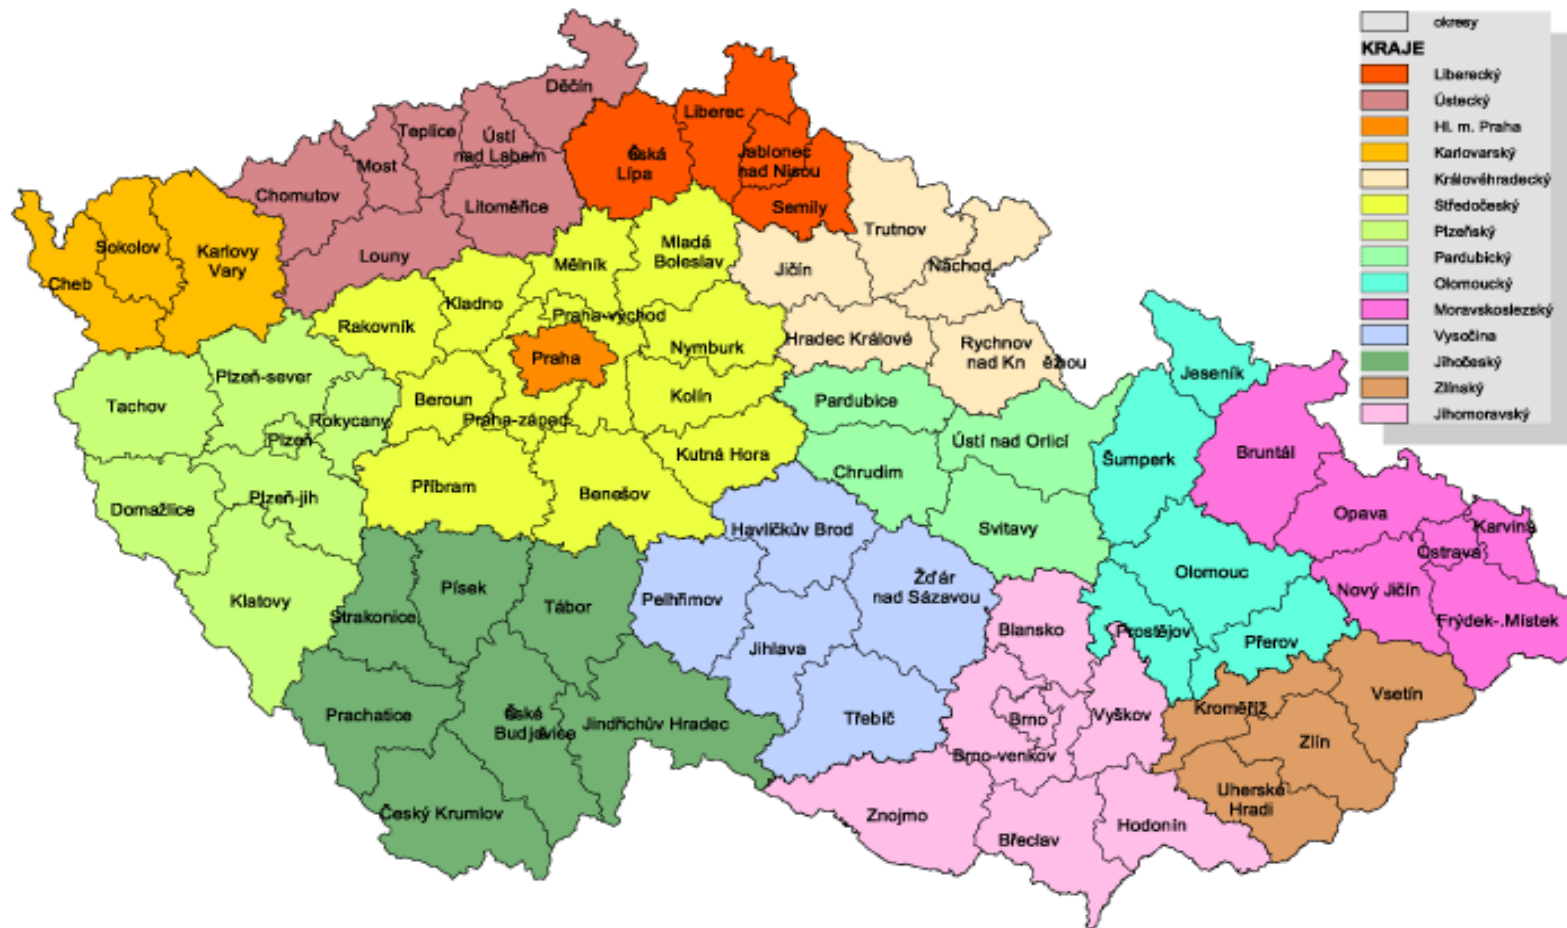 okresy
KRAJE
Liberecký
Ústecký
Hl. m. Praha
Karlovarský
Královéhradecký
Středočeský
Plzeňský
Pardubický
Olomoucký
Moravskoslezský
Vysočina
Jihočeský
Zlínský
Jihomoravský
Děčín
Liberec
Teplice
Ústí
nad Labem
Most
Lípa
Jablonec
nad Nisou
Chomutov
Litoměřice
Semily
Trutnov
Sokolov
Karlovy
Vary
Louny
Mladá
Boleslav
Mělník
Jičín
Náchod
Cheb
Kladno
Praha-východ
Rakovník
Praha
Nymburk
Hradec Králové
Rychnov
nad Kn ěžnou
Plzeň-sever
Jeseník
Tachov
Rokycany
Beroun
Praha-západ
Kolín
Pardubice
Plzeň
Kutná Hora
Ústí nad Orlicí
Šumperk
Bruntál
Chrudim
Domažlice
Plzeň-jih
Příbram
Benešov
Havlíčkův Brod
Svitavy
Opava
Karviná
Ostrava
Klatovy
Písek
Tábor
Pelhřimov
Žďár
nad Sázavou
Olomouc
Nový Jičín
Strakonice
Jihlava
Blansko
Prostějov
Přerov
Frýdek-.Místek
Prachatice
Jindřichův Hradec
Třebíč
Brno
Vyškov
Kroměříž
Vsetín
Brno-venkov
Zlín
Český Krumlov
Znojmo
Břeclav
Hodonín
Uherské
Hradi